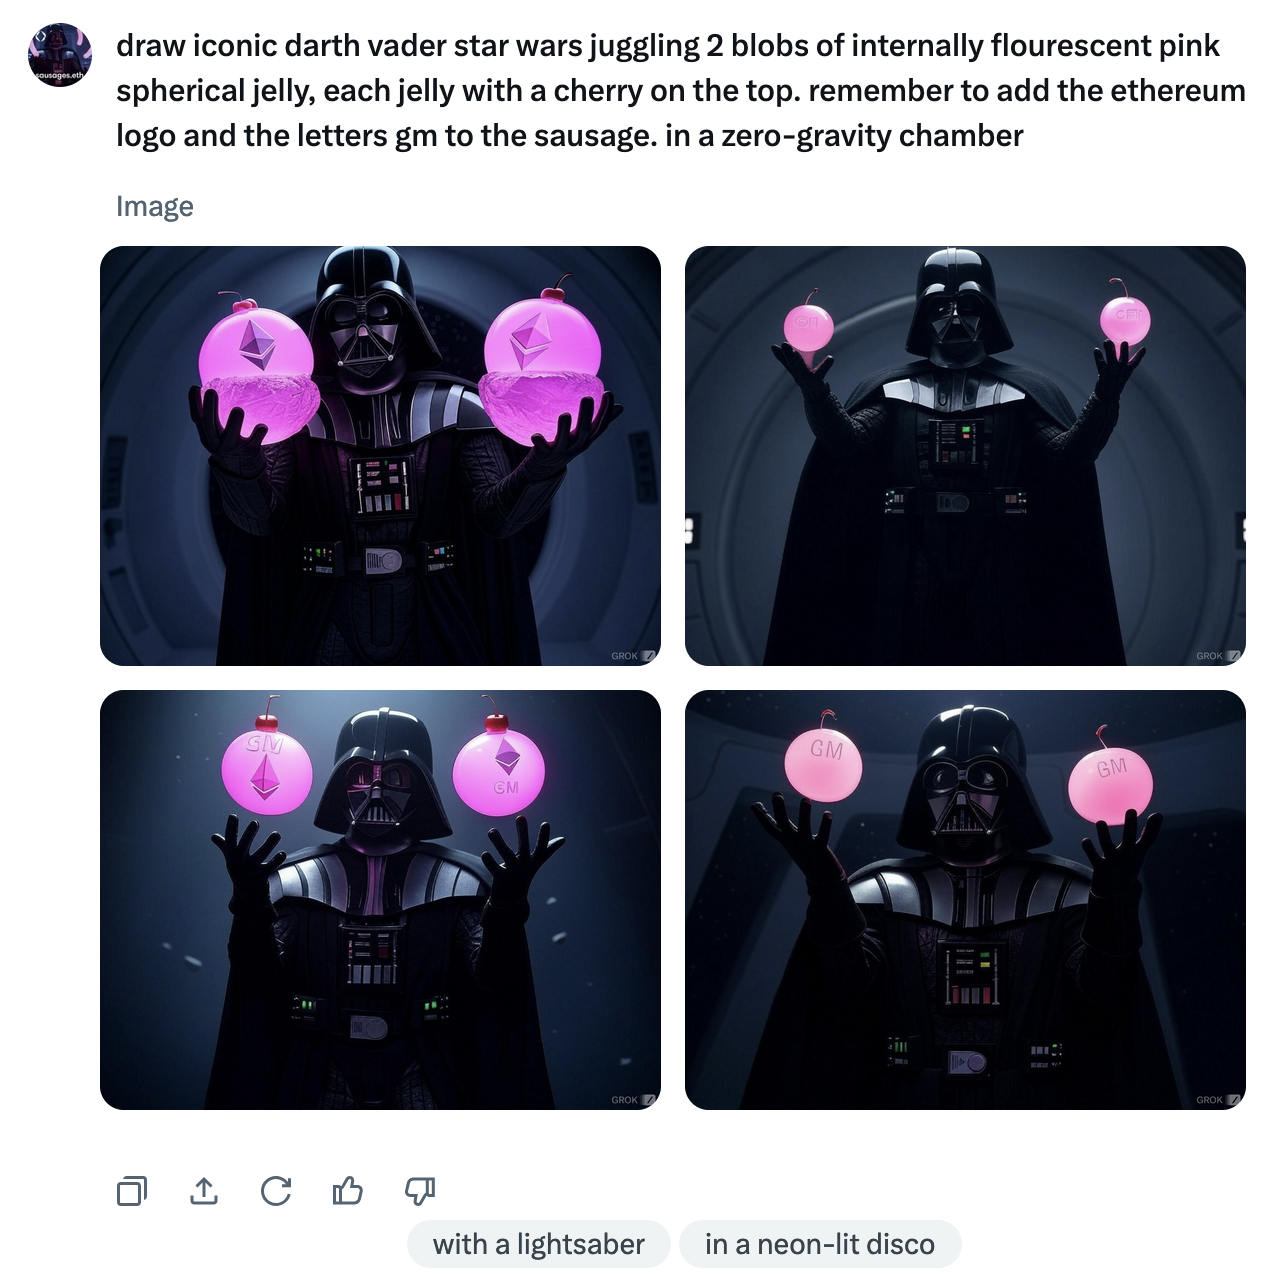 sausages.eth
draw iconic darth vader star wars juggling 2 blobs of internally flourescent pink
spherical jelly, each jelly with a cherry on the top. remember to add the ethereum
logo and the letters gm to the sausage. in a zero-gravity chamber
Image
GROK
GROK
GM
GM
GROK
GM
GM
GROK
with a lightsaber
in a neon-lit disco